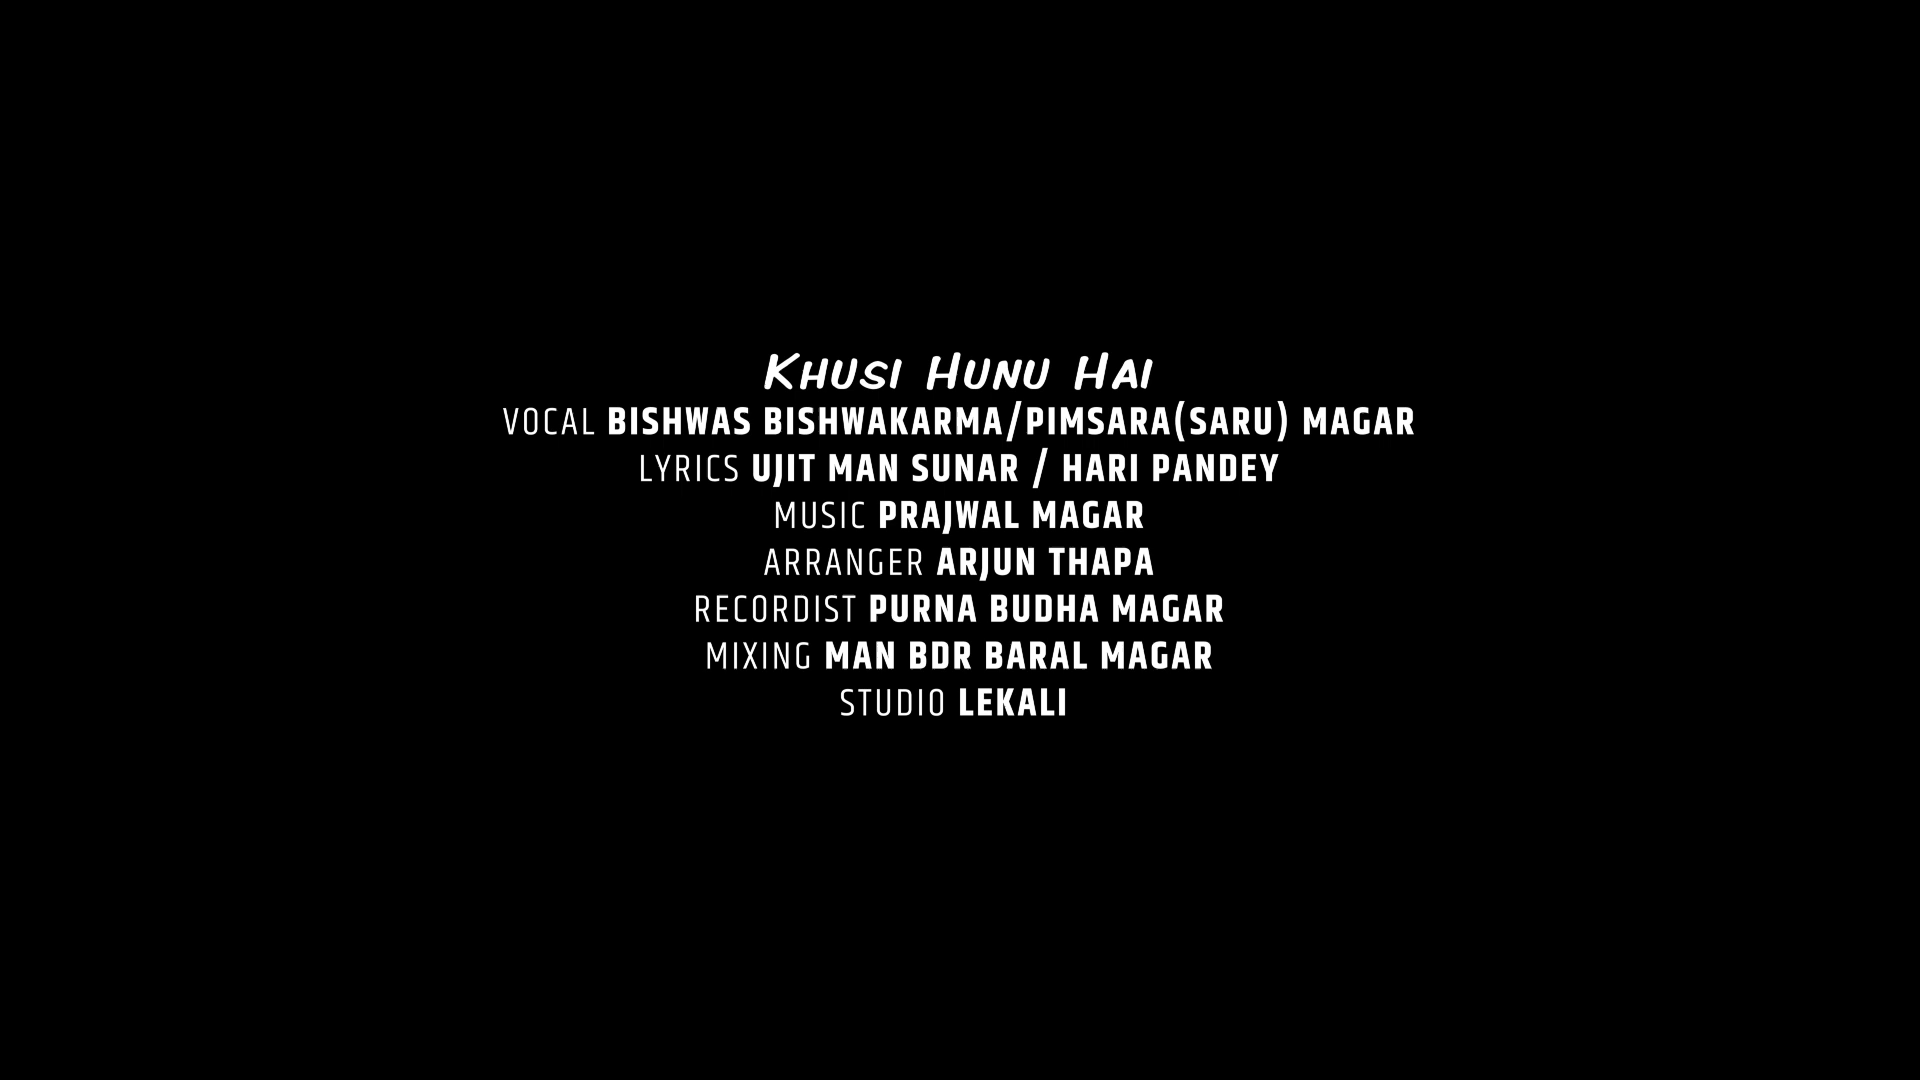 Khusi Hunu Hai
VOCAL BISHWAS BISHWAKARMA/PIMSARA(SARU) MAGAR
LYRICS UJIT MAN SUNAR / HARI PANDEY
MUSIC PRAJWAL MAGAR
ARRANGER ARJUN THAPA
RECORDIST PURNA BUDHA MAGAR
MIXING MAN BDR BARAL MAGAR
STUDIO LEKALI